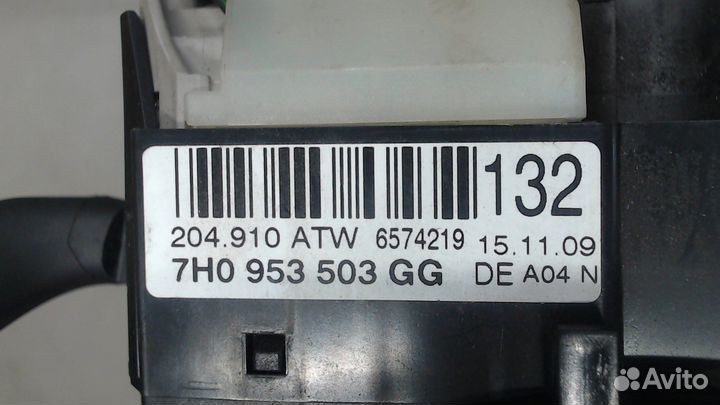 132
204.910 ATW 6574219 15.11.09
7H0 953 503 GG DE A04 N
Avito